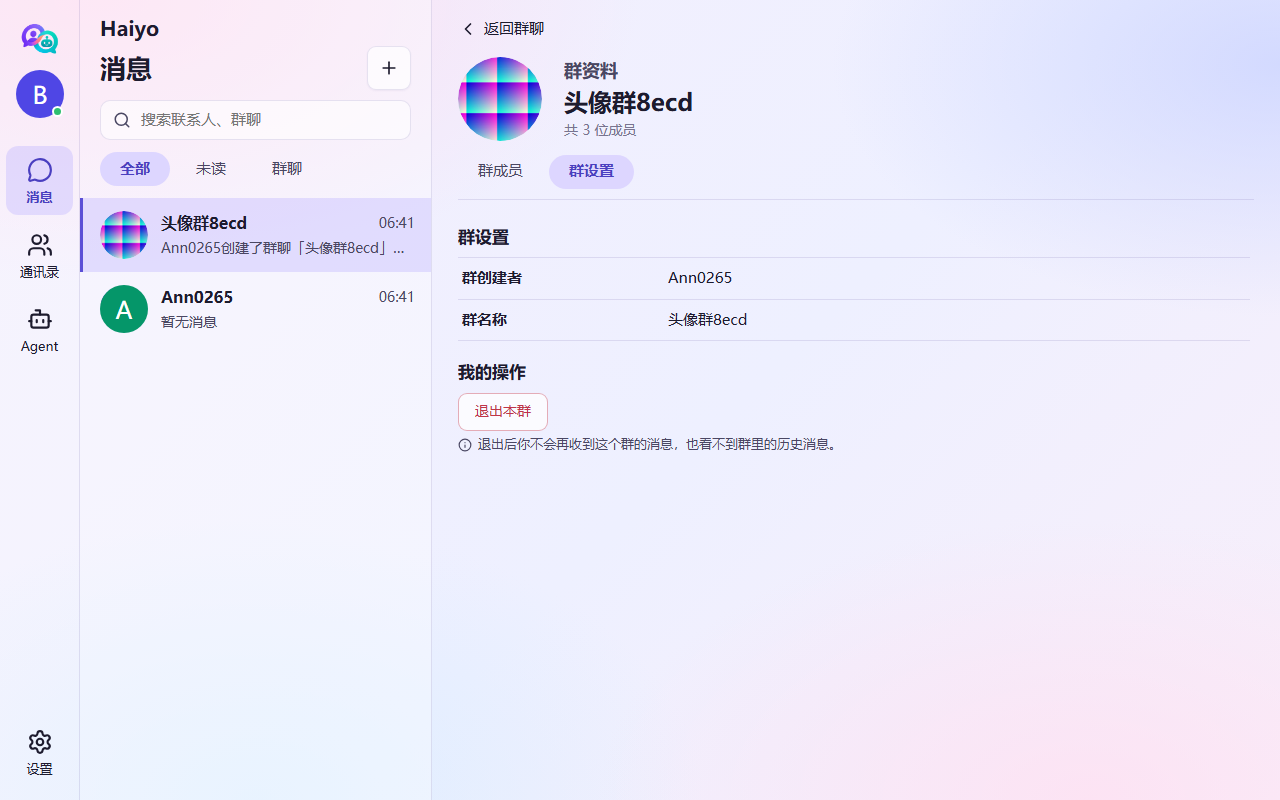 B
消息
通讯录
Agent
设置
Haiyo
消息
搜索联系人、群聊
全部
未读
群聊
头像群8ecd
06:41
Ann0265创建了群聊「头像群8ecd」...
A
Ann0265
06:41
暂无消息
返回群聊
群资料
头像群8ecd
共 3 位成员
群成员
群设置
群设置
群创建者
Ann0265
群名称
头像群8ecd
我的操作
退出本群
退出后你不会再收到这个群的消息，也看不到群里的历史消息。